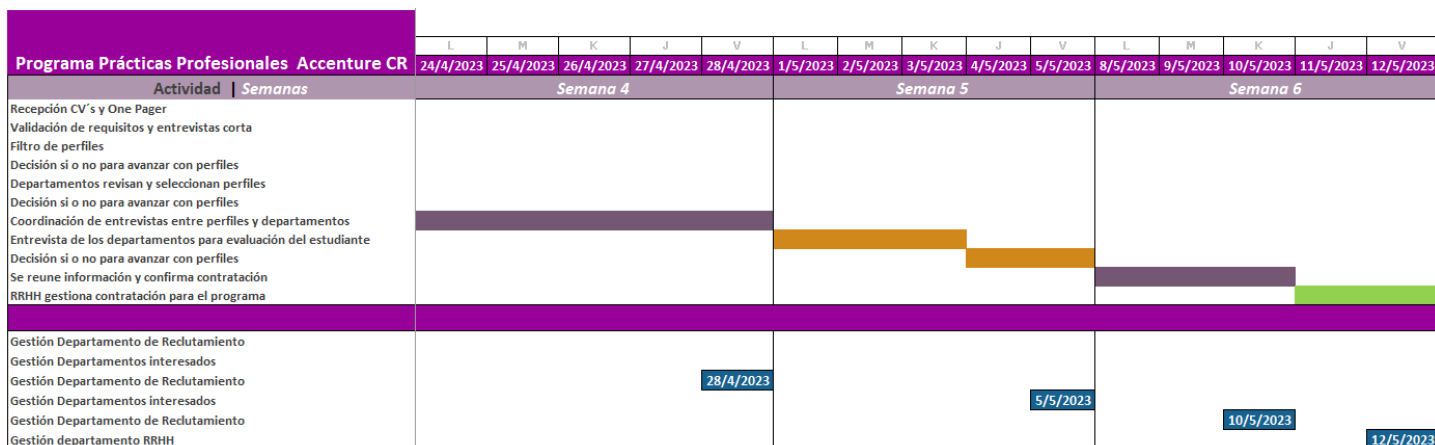 L M K J V L M K J V L M K J V
Programa Prácticas Profesionales Accenture CR 24/4/2023 25/4/2023 26/4/2023 27/4/2023 28/4/2023 1/5/2023 2/5/2023 3/5/2023 4/5/2023 5/5/2023 8/5/2023 9/5/2023 10/5/2023 11/5/2023 12/5/2023
Actividad | Semanas Semana 4 Semana 5 Semana 6
Recepción CV´s y One Pager
Validación de requisitos y entrevistas corta
Filtro de perfiles
Decisión si o no para avanzar con perfiles
Departamentos revisan y seleccionan perfiles
Decisión si o no para avanzar con perfiles
Coordinación de entrevistas entre perfiles y departamentos
Entrevista de los departamentos para evaluación del estudiante
Decisión si o no para avanzar con perfiles
Se reune información y confirma contratación
RRHH gestiona contratación para el programa
Gestión Departamento de Reclutamiento
Gestión Departamentos interesados
Gestión Departamento de Reclutamiento 28/4/2023
Gestión Departamentos interesados 5/5/2023
Gestión Departamento de Reclutamiento 10/5/2023
Gestión departamento RRHH 12/5/2023